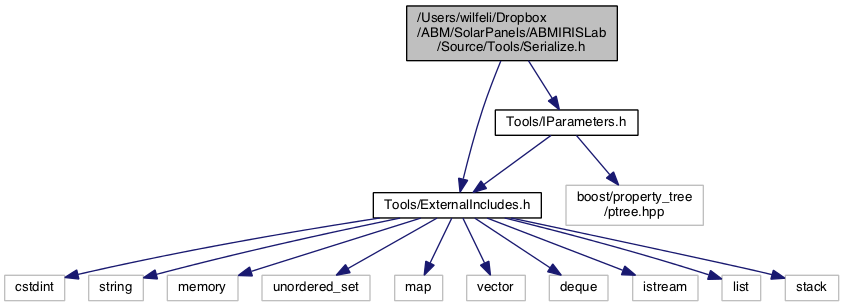 /Users/wilfeli/Dropbox
/ABM/SolarPanels/ABMIRISLab
/Source/Tools/Serialize.h
Tools/IParameters.h
Tools/ExternalIncludes.h
boost/property_tree
/ptree.hpp
cstdint
string
memory
unordered_set
map
vector
deque
istream
list
stack